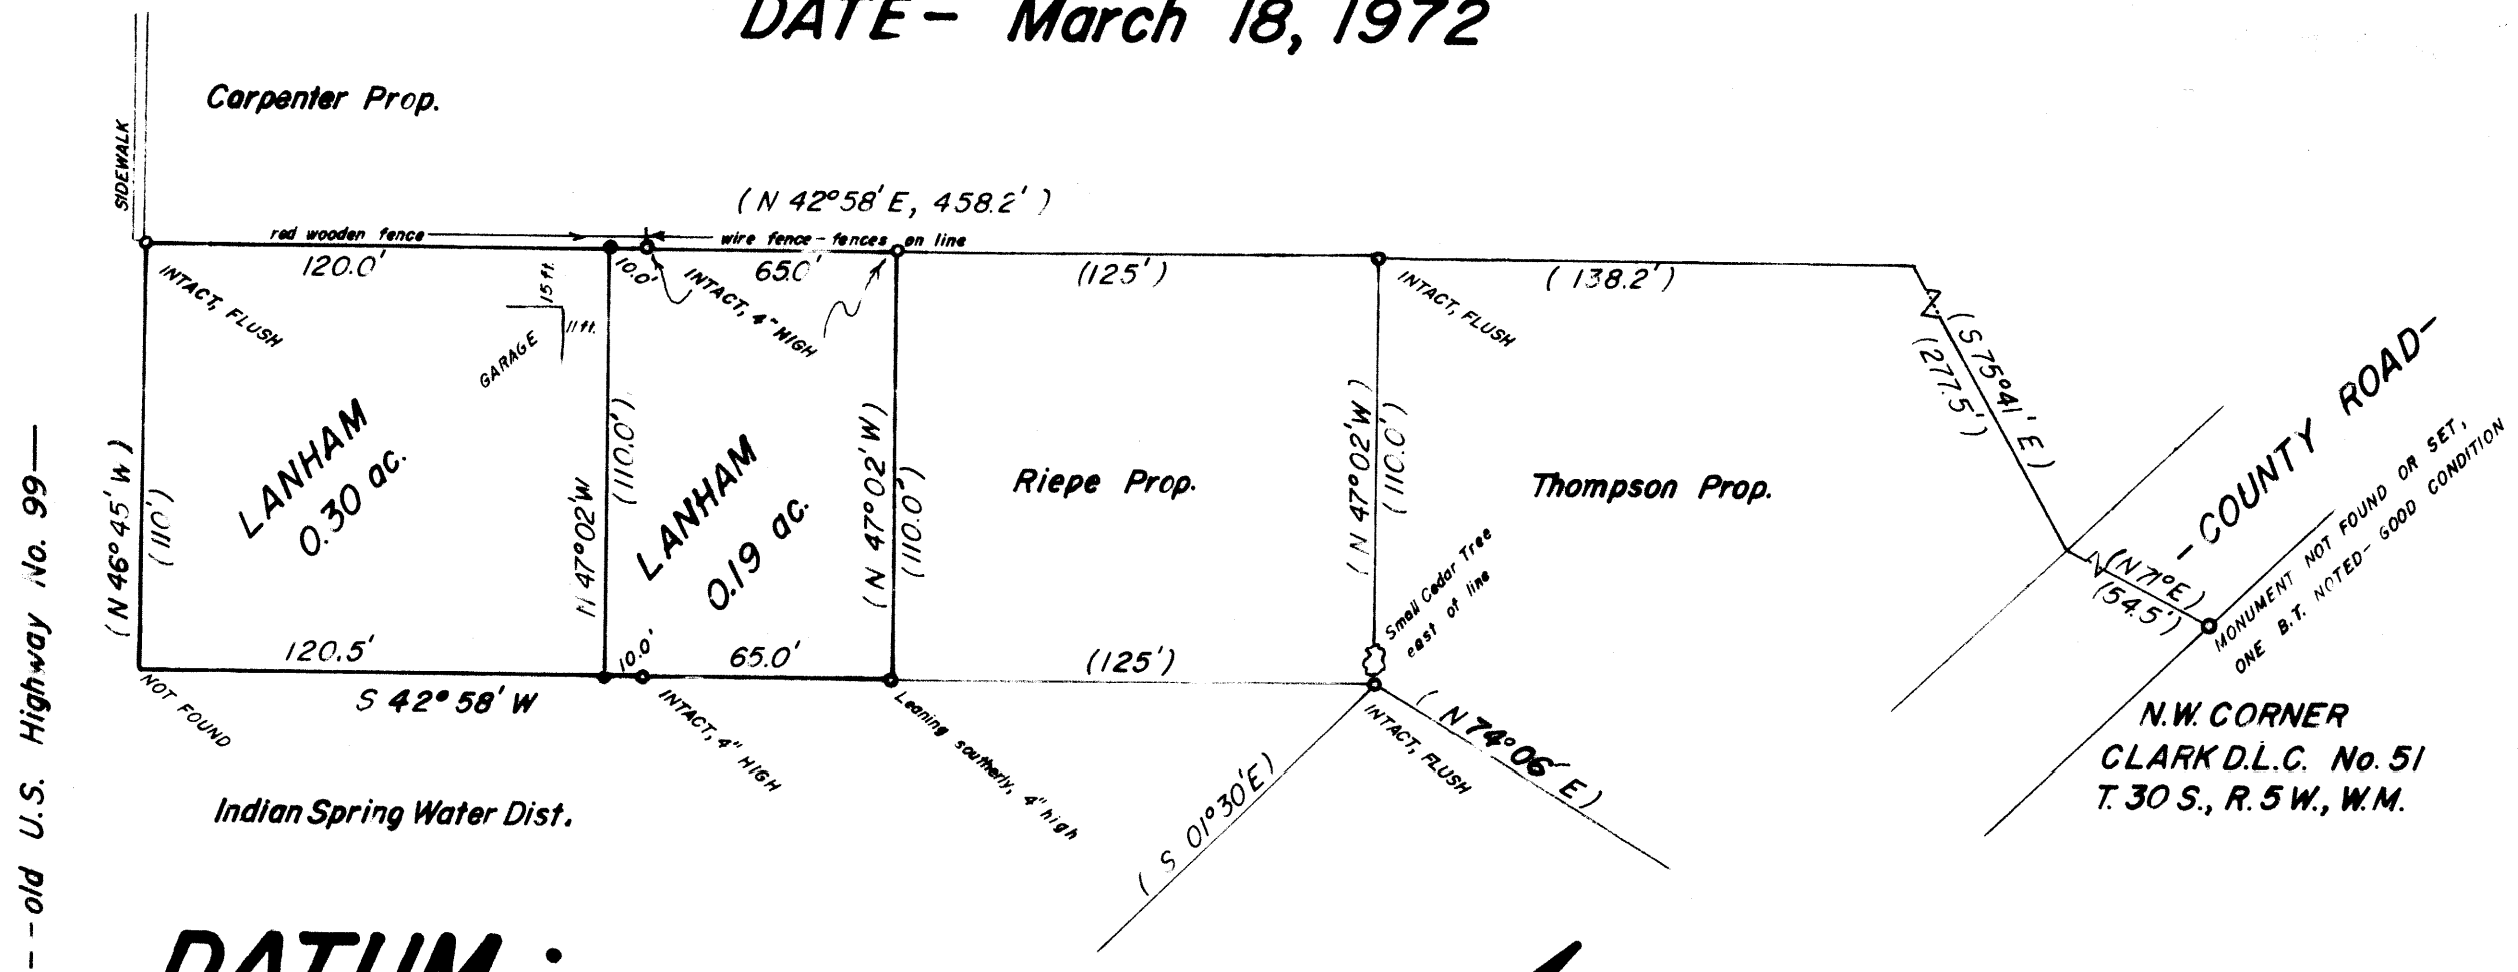 DATE- March 18, 1972
Carpenter Prop.
SIDEWALK
(N 42°58'E, 458.2')
red wooden fence
wire fence - fences on line
120.0'
10.0'
65.0'
(125')
(138.2')
INTACT, FLUSH
15 ft.
11 ft.
GARAGE
INTACT, 4" HIGH
INTACT, FLUSH
(S 75°41'E)
(277.5')
-COUNTY ROAD-
(N 46°45'W)
(110')
LANHAM
0.30 ac.
N 47°02'W
(110.0')
LANHAM
0.19 ac.
(N 47°02'W)
(110.0')
Riepe Prop.
(N 47°02'W)
(110.0')
Thompson Prop.
Small Cedar Tree
east of line
(N 71°E)
(54.5')
MONUMENT NOT FOUND OR SET,
ONE B.T. NOTED- GOOD CONDITION
120.5'
10.0'
65.0'
(125')
S 42°58' W
NOT FOUND
INTACT, 4" HIGH
Leaning southerly, 4" high
INTACT, FLUSH
(N 74°06' E)
(S 01°30'E)
N.W. CORNER
CLARK D.L.C. No. 51
T. 30 S., R. 5 W., W.M.
Indian Spring Water Dist.
--old U.S. Highway No. 99—
DATUM: